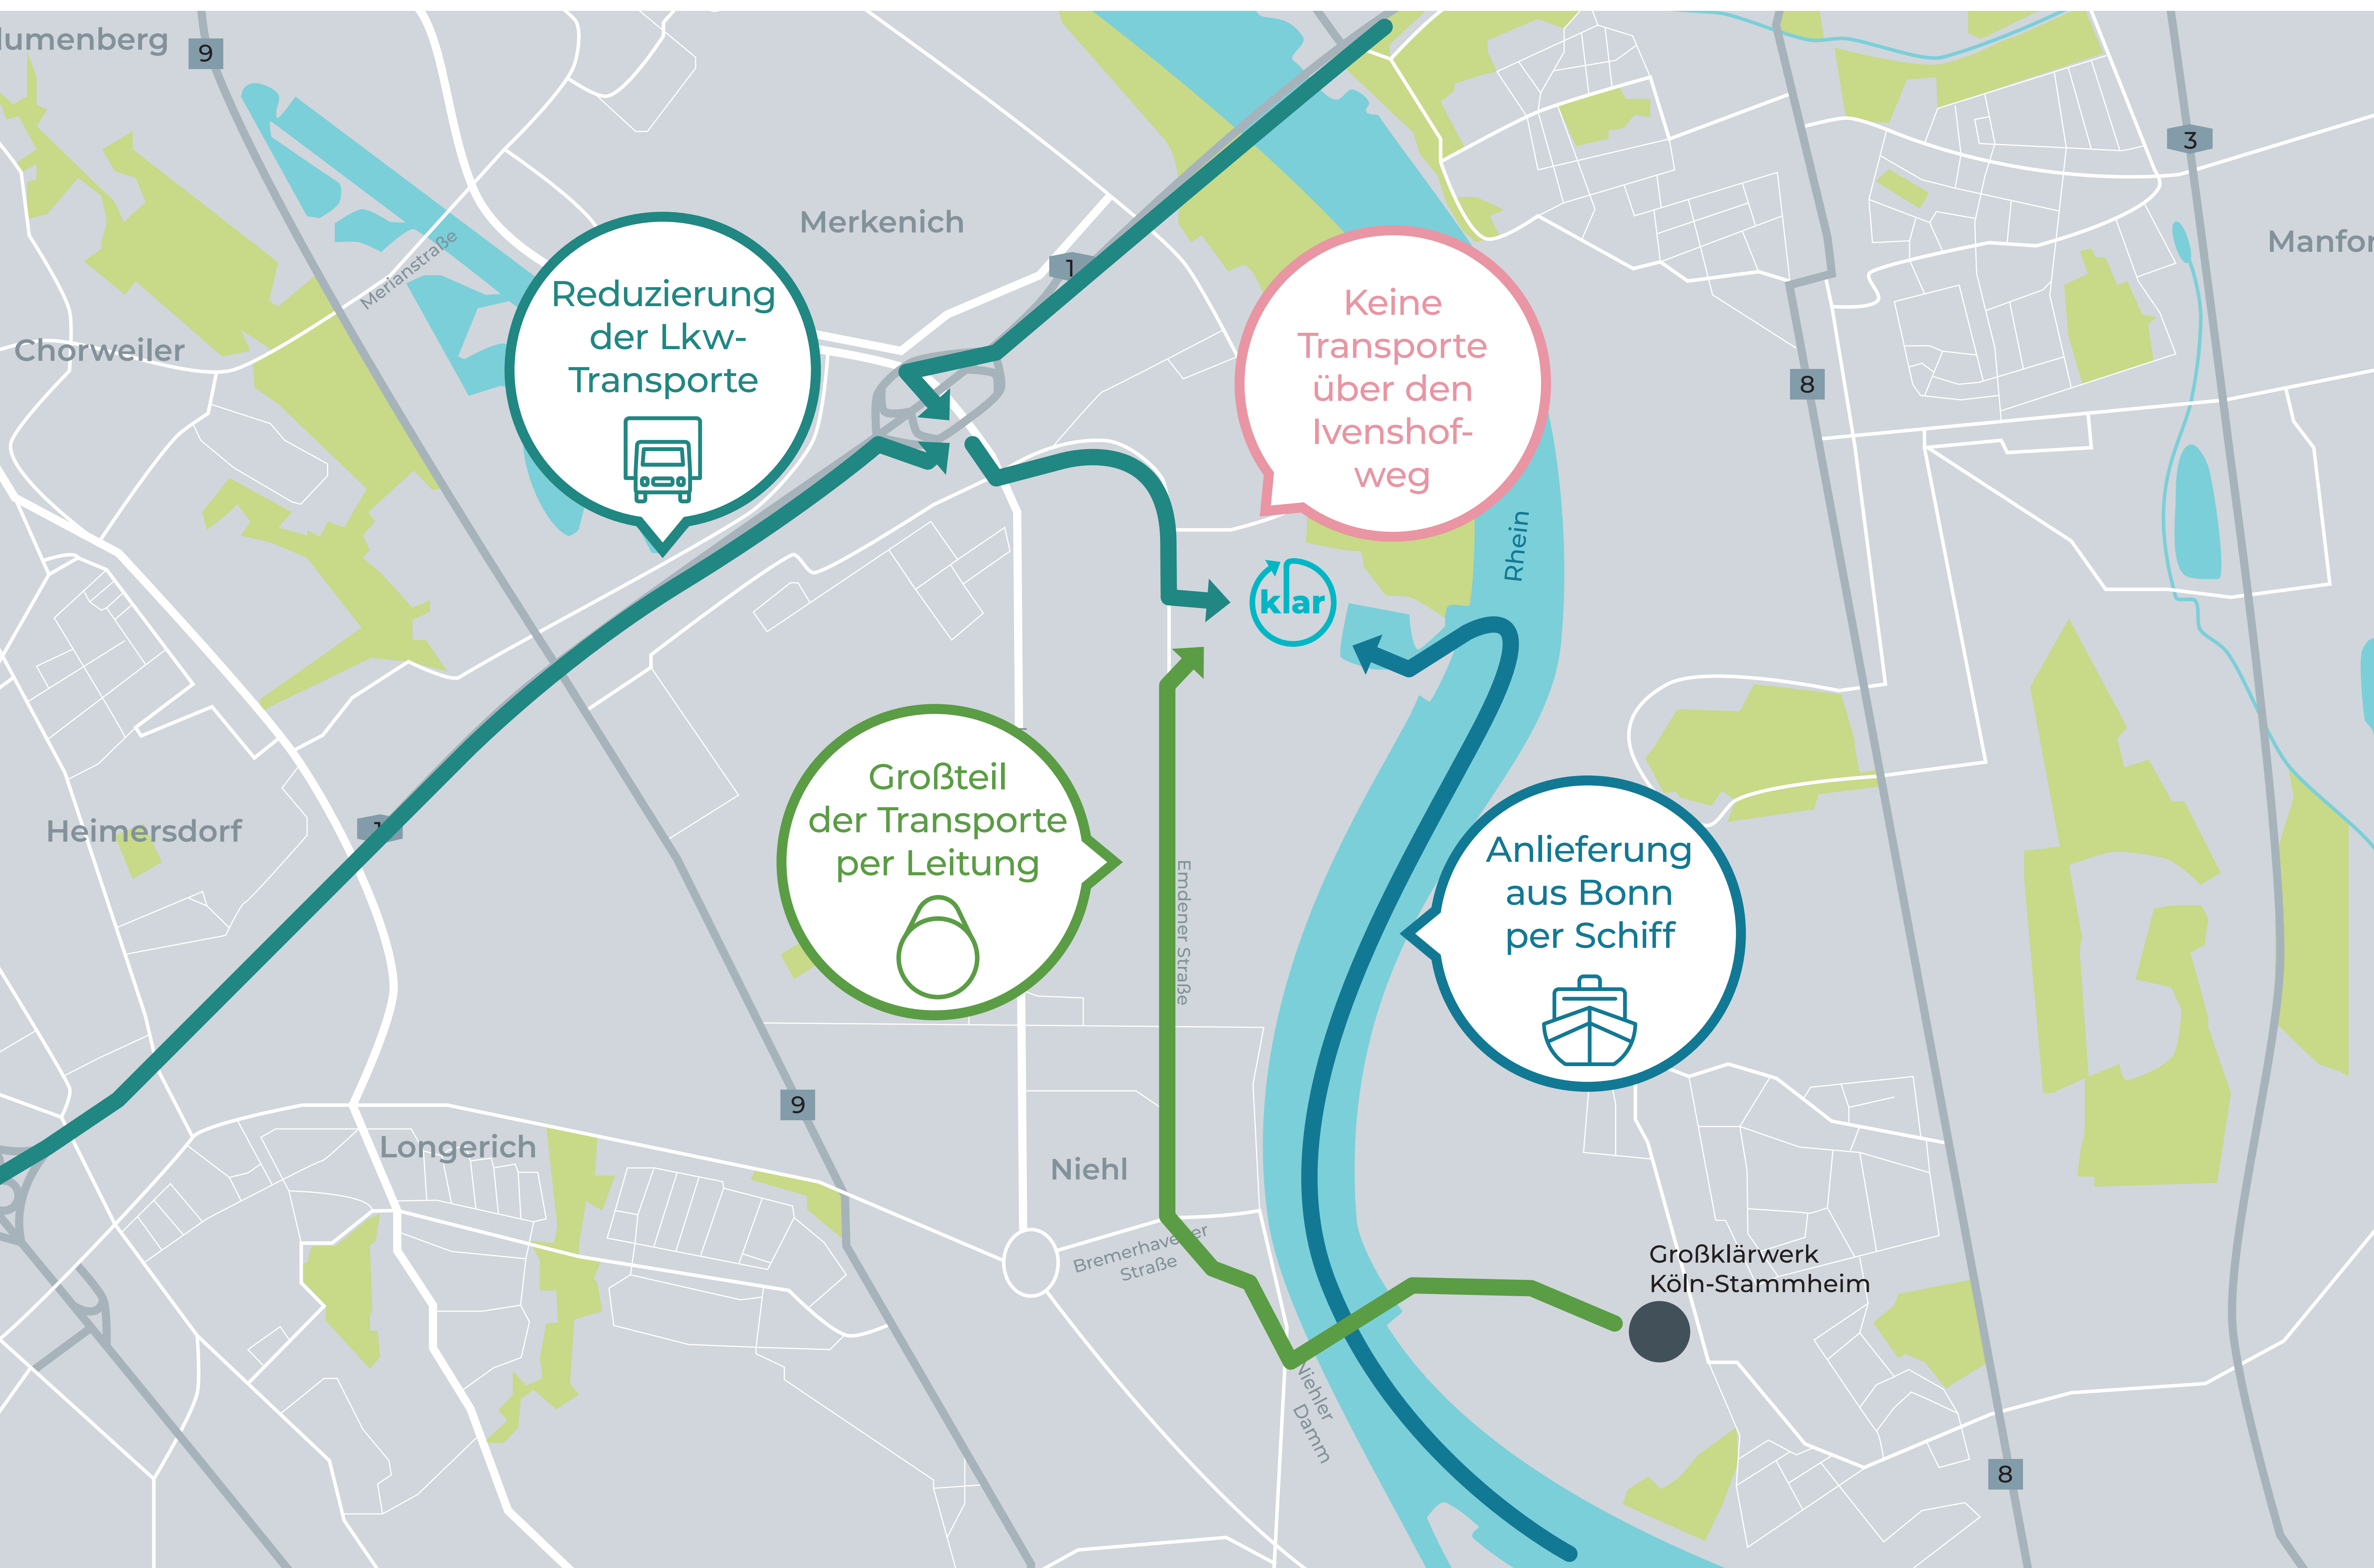 lumenberg
9
3
Merkenich
Merianstraße
Manfor
1
Chorweiler
8
Reduzierung
der Lkw-
Transporte
Keine
Transporte
über den
Ivenshof-
weg
Rhein
klar
Heimersdorf
Großteil
der Transporte
per Leitung
Emdener Straße
Anlieferung
aus Bonn
per Schiff
9
Longerich
Niehl
Bremerhavener
Straße
Großklärwerk
Köln-Stammheim
Niehler
Damm
8